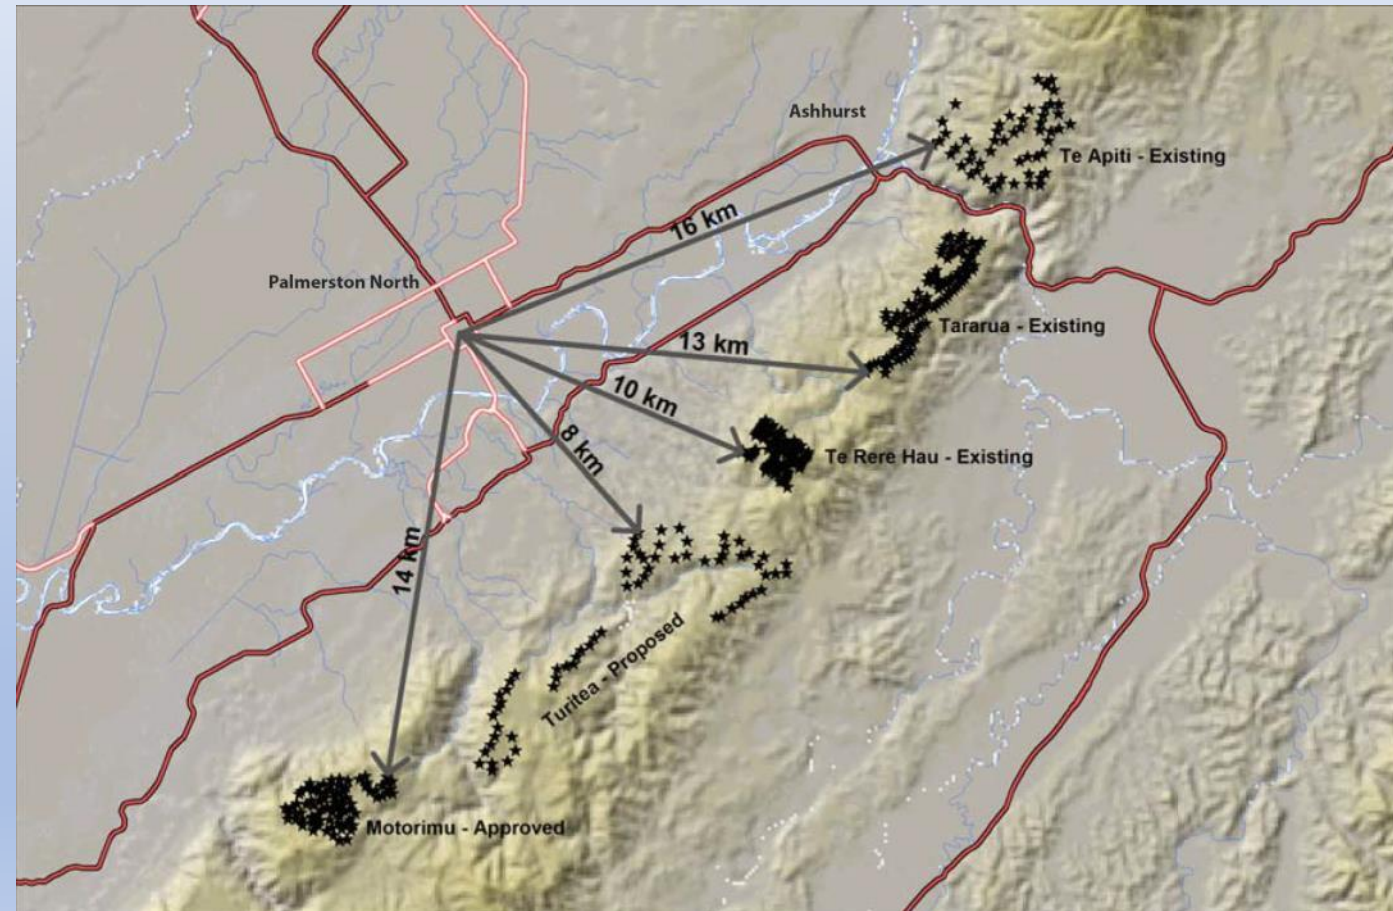 Ashhurst
Te Apiti - Existing
16 km
Palmerston North
Tararua - Existing
13 km
10 km
8 km
Te Rere Hau - Existing
14 km
Turitea - Proposed
Motorimu - Approved